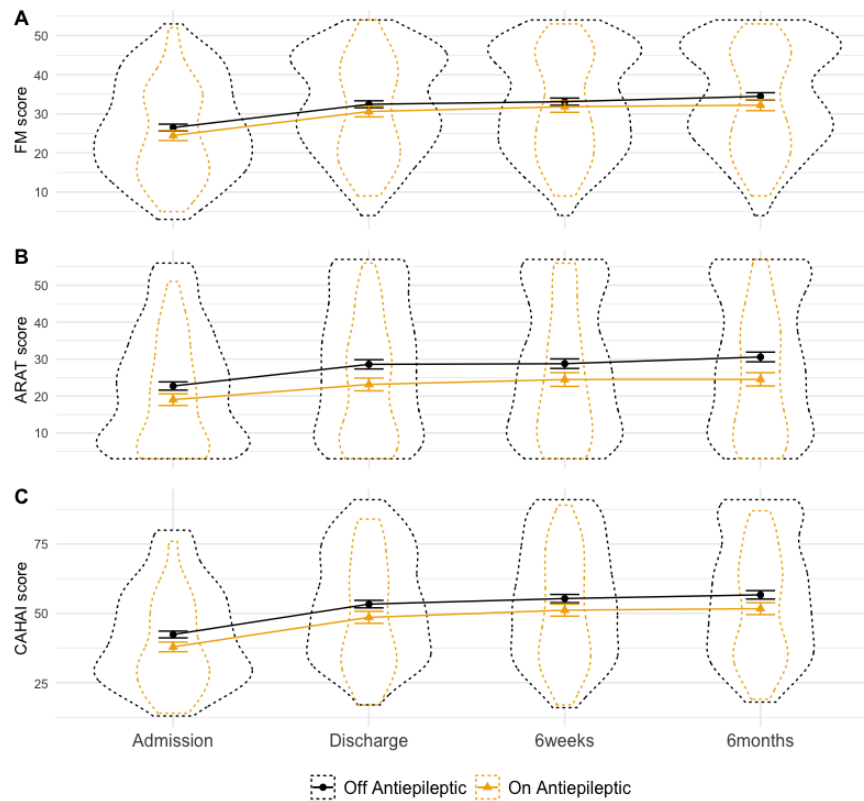 A
50
40
30
20
10
FM score
B
50
40
30
20
10
ARAT score
C
75
50
25
CAHAI score
Admission Discharge 6weeks 6months
Off Antiepileptic On Antiepileptic